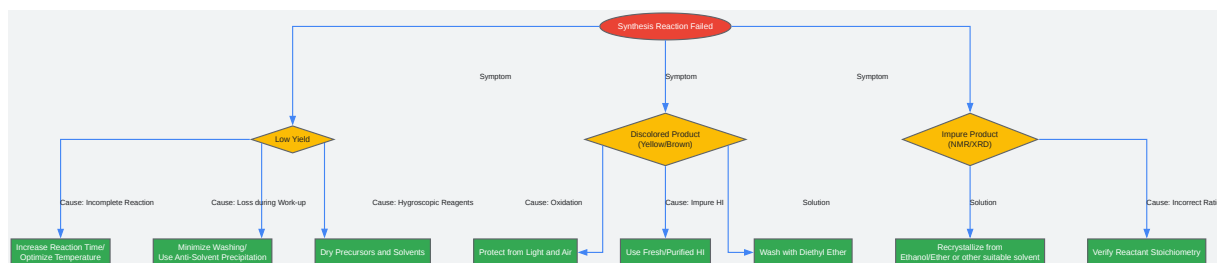 Synthesis Reaction Failed
Symptom
Symptom
Symptom
Low Yield
Discolored Product
(Yellow/Brown)
Impure Product
(NMR/XRD)
Cause: Incomplete Reaction
Cause: Loss during Work-up
Cause: Hygroscopic Reagents
Cause: Oxidation
Cause: Impure HI
Solution
Solution
Cause: Incorrect Rati
Increase Reaction Time/
Optimize Temperature
Minimize Washing/
Use Anti-Solvent Precipitation
Dry Precursors and Solvents
Protect from Light and Air
Use Fresh/Purified HI
Wash with Diethyl Ether
Recrystallize from
Ethanol/Ether or other suitable solvent
Verify Reactant Stoichiometry